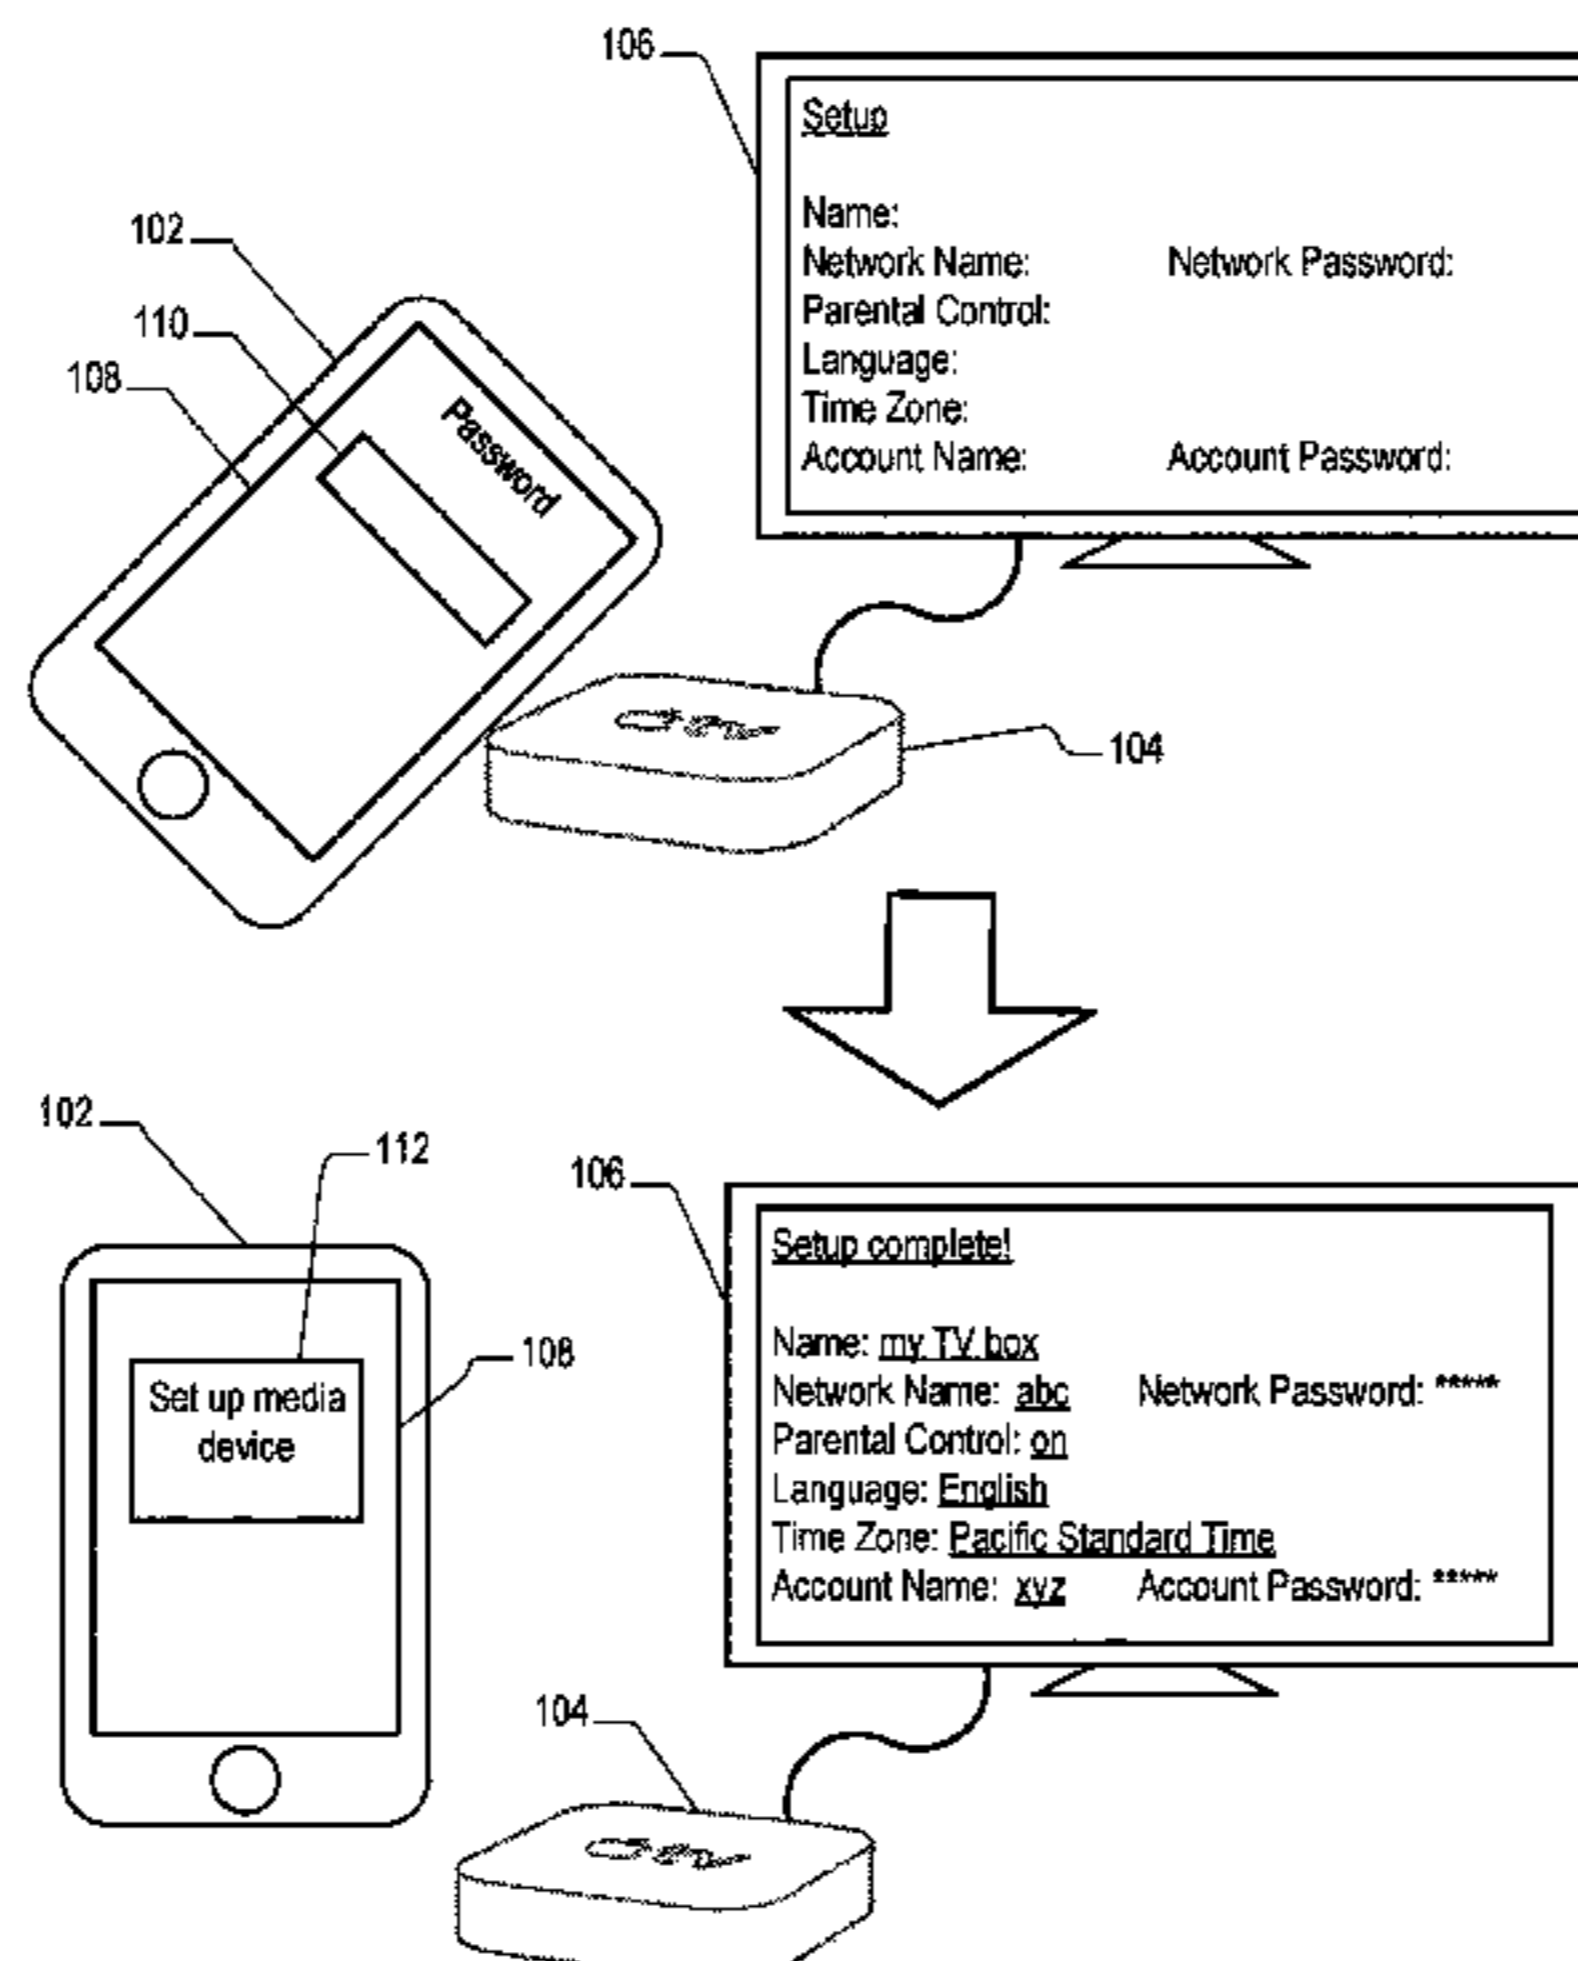 106
Setup
Name:
Network Name: Network Password:
Parental Control:
Language:
Time Zone:
Account Name: Account Password:
102
110
108
Password
104
102
112
106
Setup complete!
Name: my TV box
Network Name: abc Network Password: *****
Parental Control: on
Language: English
Time Zone: Pacific Standard Time
Account Name: xyz Account Password: *****
108
Set up media
device
104